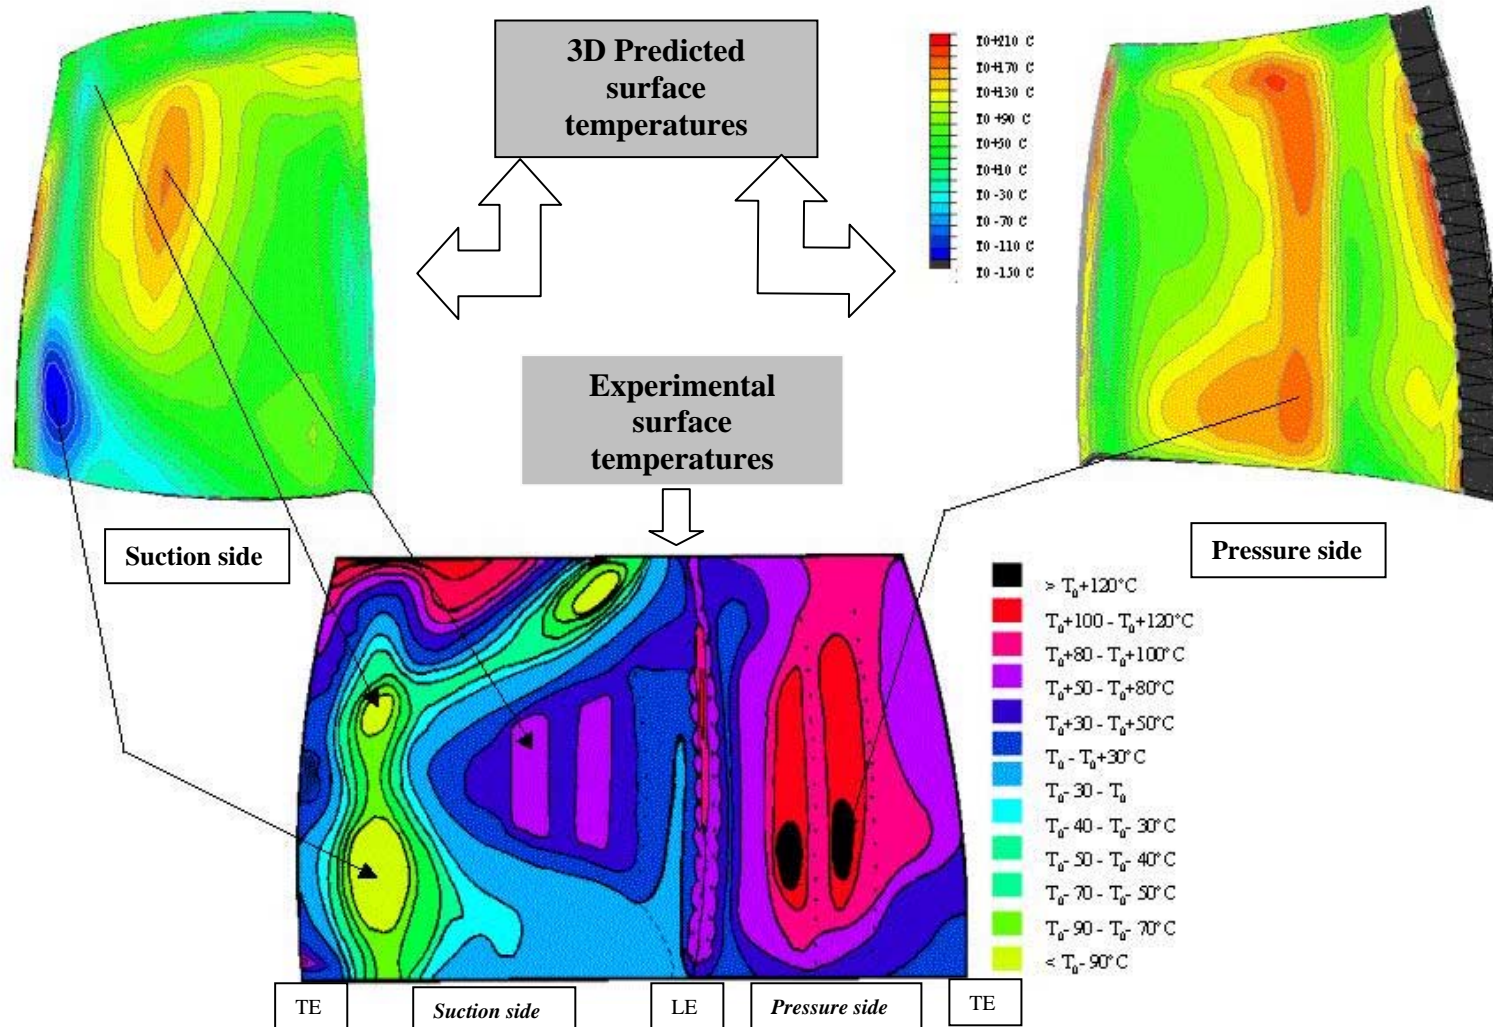 3D Predicted
surface
temperatures
T0+210 C
T0+170 C
T0+130 C
T0 +90 C
T0+50 C
T0+10 C
T0 -30 C
T0 -70 C
T0 -110 C
T0 -150 C
Experimental
surface
temperatures
Suction side
Pressure side
> T₀+120°C
T₀+100 - T₀+120°C
T₀+80 - T₀+100°C
T₀+50 - T₀+80°C
T₀+30 - T₀+50°C
T₀ - T₀+30°C
T₀-30 - T₀
T₀-40 - T₀-30°C
T₀-50 - T₀-40°C
T₀-70 - T₀-50°C
T₀-90 - T₀-70°C
< T₀-90°C
TE
Suction side
LE
Pressure side
TE